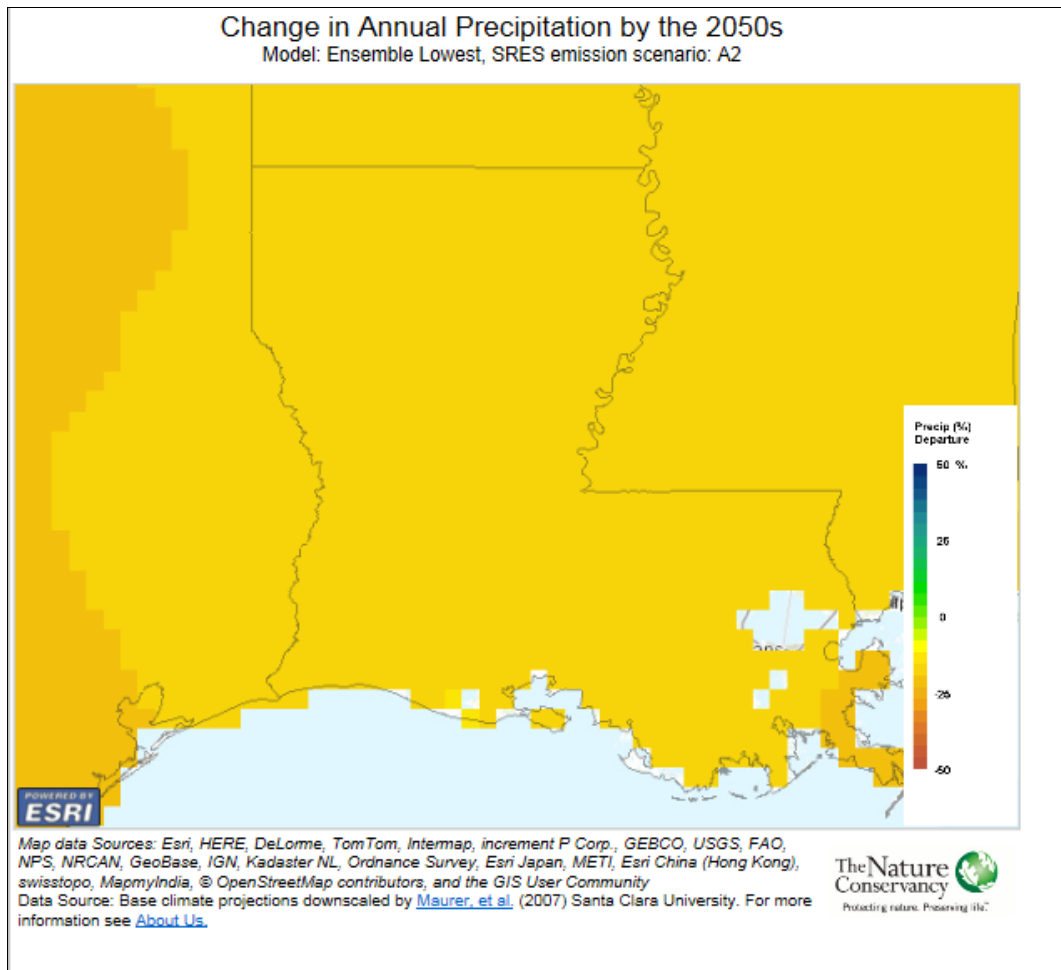 Change in Annual Precipitation by the 2050s
Model: Ensemble Lowest, SRES emission scenario: A2
Precip (%)
Departure
50 %
25
0
-25
-50
POWERED BY
ESRI
Map data Sources: Esri, HERE, DeLorme, TomTom, Intermap, increment P Corp., GEBCO, USGS, FAO,
NPS, NRCAN, GeoBase, IGN, Kadaster NL, Ordnance Survey, Esri Japan, METI, Esri China (Hong Kong),
swisstopo, MapmyIndia, © OpenStreetMap contributors, and the GIS User Community
Data Source: Base climate projections downscaled by Maurer, et al. (2007) Santa Clara University. For more
information see About Us.
The Nature
Conservancy
Protecting nature. Preserving life.™